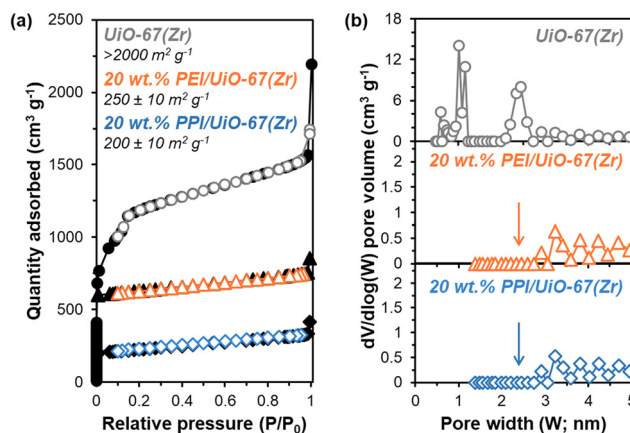 (a)
UiO-67(Zr)
>2000 m² g⁻¹
20 wt.% PEI/UiO-67(Zr)
250 ± 10 m² g⁻¹
20 wt.% PPI/UiO-67(Zr)
200 ± 10 m² g⁻¹
Quantity adsorbed (cm³ g⁻¹)
2500
2000
1500
1000
500
0
0
0.2
0.4
0.6
0.8
1
Relative pressure (P/P₀)
(b)
UiO-67(Zr)
20 wt.% PEI/UiO-67(Zr)
20 wt.% PPI/UiO-67(Zr)
dV/dlog(W) pore volume (cm³ g⁻¹)
18
12
6
0
2
1.5
1
0.5
0
2
1.5
1
0.5
0
0
1
2
3
4
5
Pore width (W; nm)